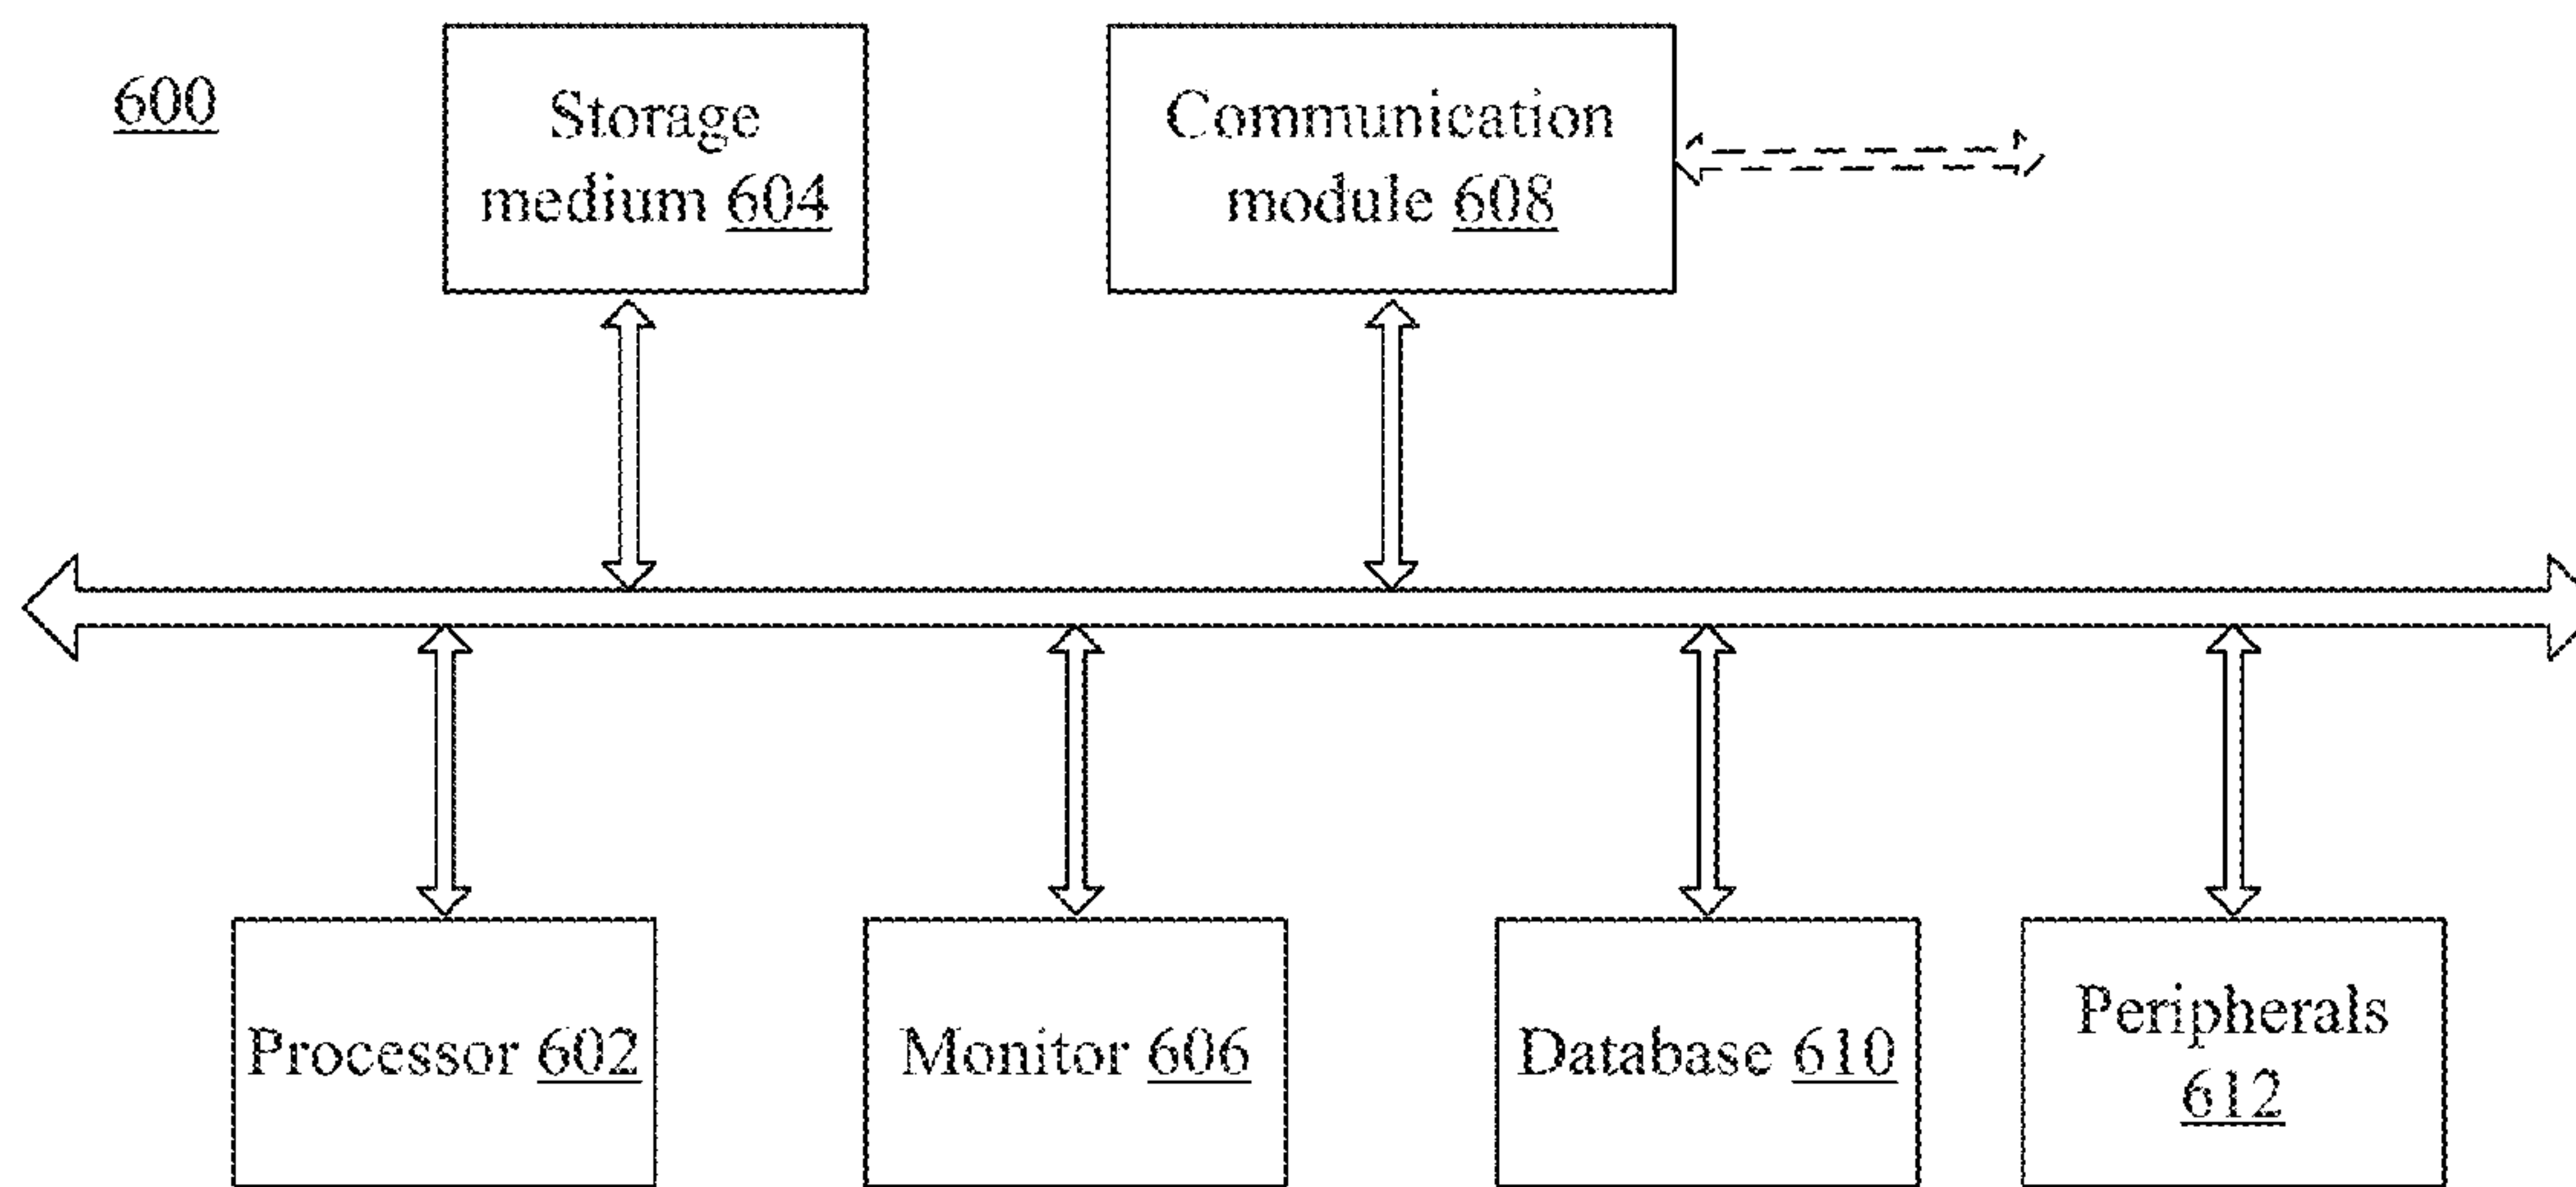 600
Storage
medium 604
Communication
module 608
Processor 602
Monitor 606
Database 610
Peripherals
612